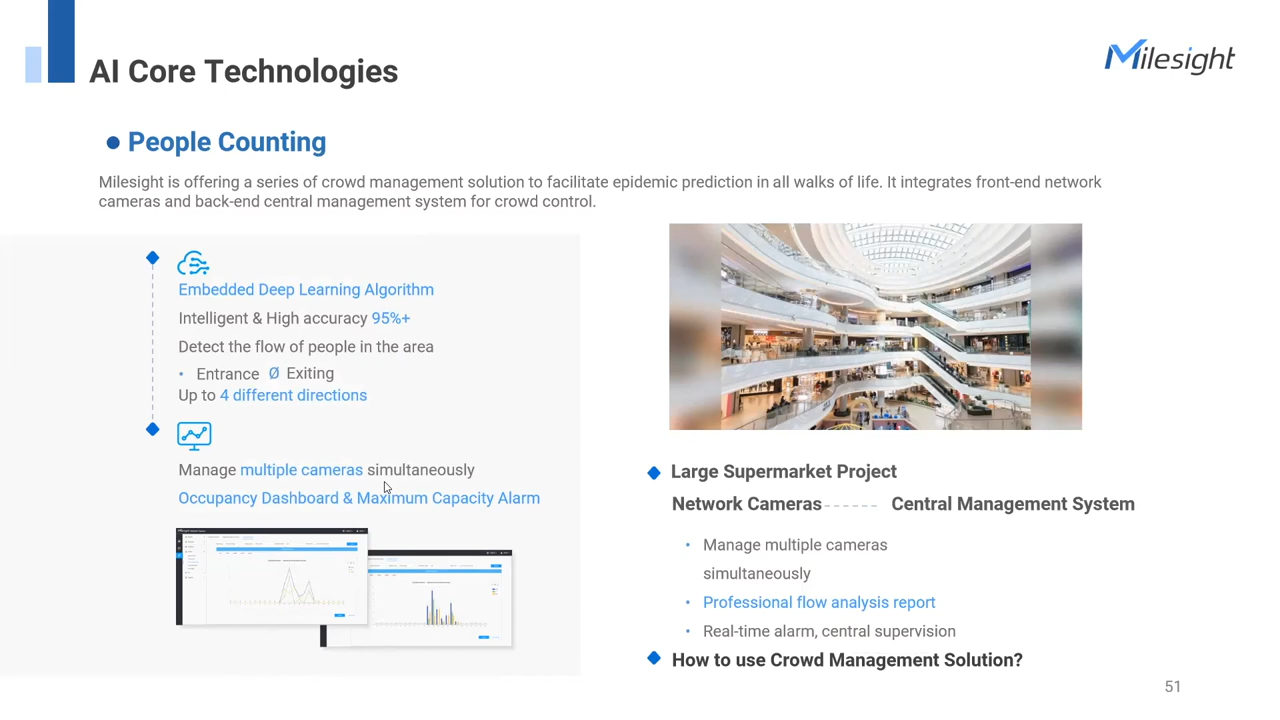 AI Core Technologies
Milesight
People Counting
Milesight is offering a series of crowd management solution to facilitate epidemic prediction in all walks of life. It integrates front-end network
cameras and back-end central management system for crowd control.
Embedded Deep Learning Algorithm
Intelligent & High accuracy 95%+
Detect the flow of people in the area
• Entrance Ø Exiting
Up to 4 different directions
Manage multiple cameras simultaneously
Occupancy Dashboard & Maximum Capacity Alarm
Large Supermarket Project
Network Cameras------ Central Management System
• Manage multiple cameras
simultaneously
• Professional flow analysis report
• Real-time alarm, central supervision
How to use Crowd Management Solution?
51